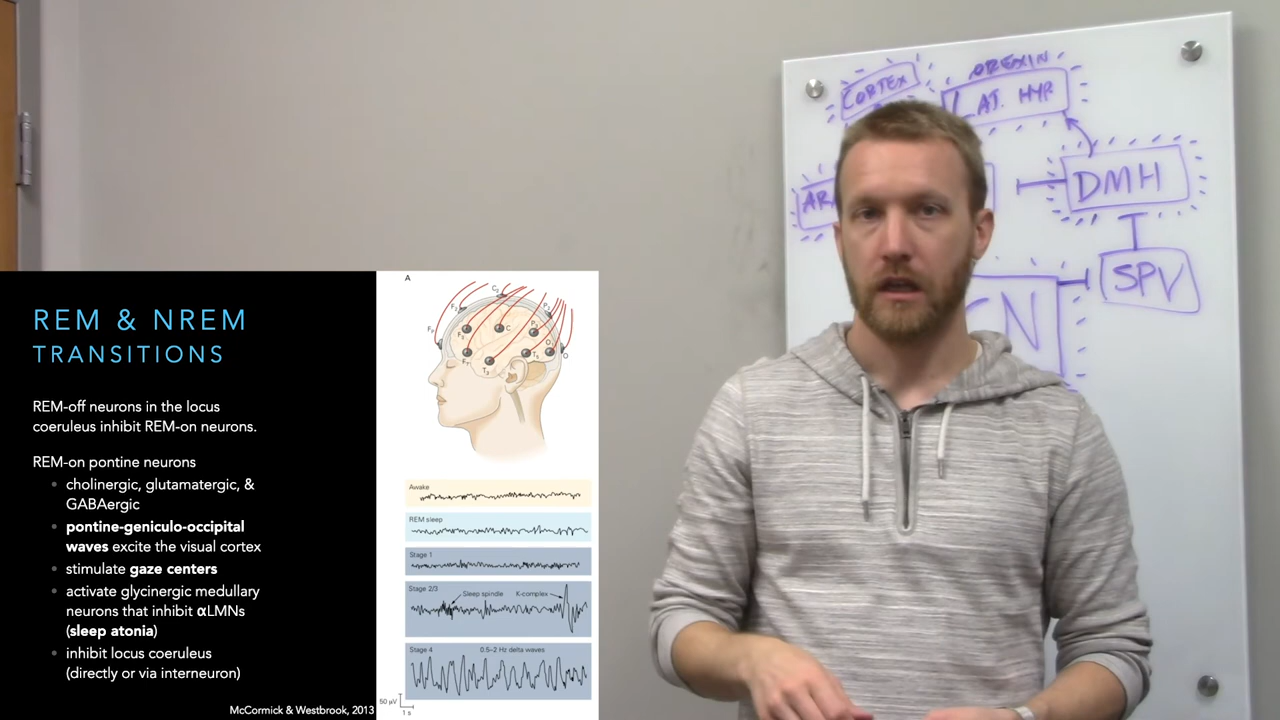 CORTEX
OREXIN
LAT. HYP
DMH
SPV
REM & NREM
TRANSITIONS
REM-off neurons in the locus
coeruleus inhibit REM-on neurons.
REM-on pontine neurons
• cholinergic, glutamatergic, &
GABAergic
• pontine-geniculo-occipital
waves excite the visual cortex
• stimulate gaze centers
• activate glycinergic medullary
neurons that inhibit αLMNs
(sleep atonia)
• inhibit locus coeruleus
(directly or via interneuron)
McCormick & Westbrook, 2013
A
Awake
REM sleep
Stage 1
Stage 2/3
Sleep spindle
K-complex
Stage 4
0.5–2 Hz delta waves
50 μV
1 s